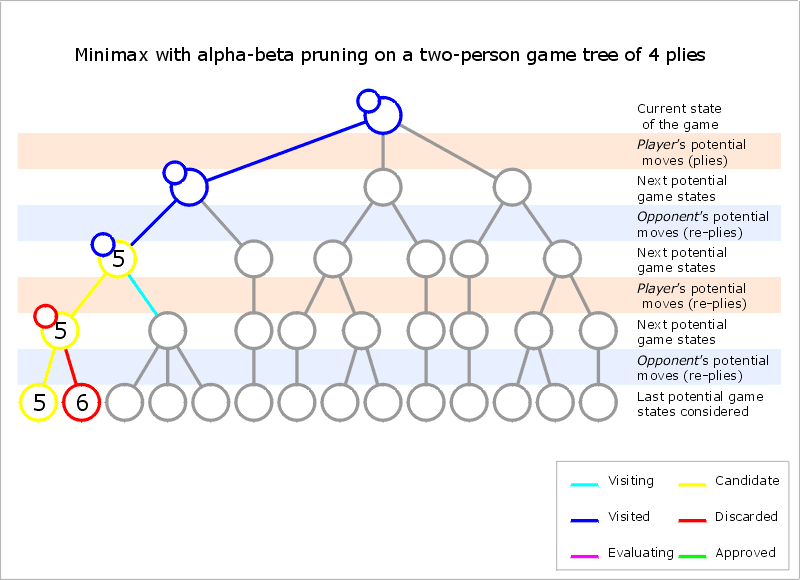 Minimax with alpha-beta pruning on a two-person game tree of 4 plies
Current state
of the game
Player's potential
moves (plies)
Next potential
game states
Opponent's potential
moves (re-plies)
5
Next potential
game states
Player's potential
moves (re-plies)
5
Next potential
game states
Opponent's potential
moves (re-plies)
5 6
Last potential game
states considered
Visiting Candidate
Visited Discarded
Evaluating Approved